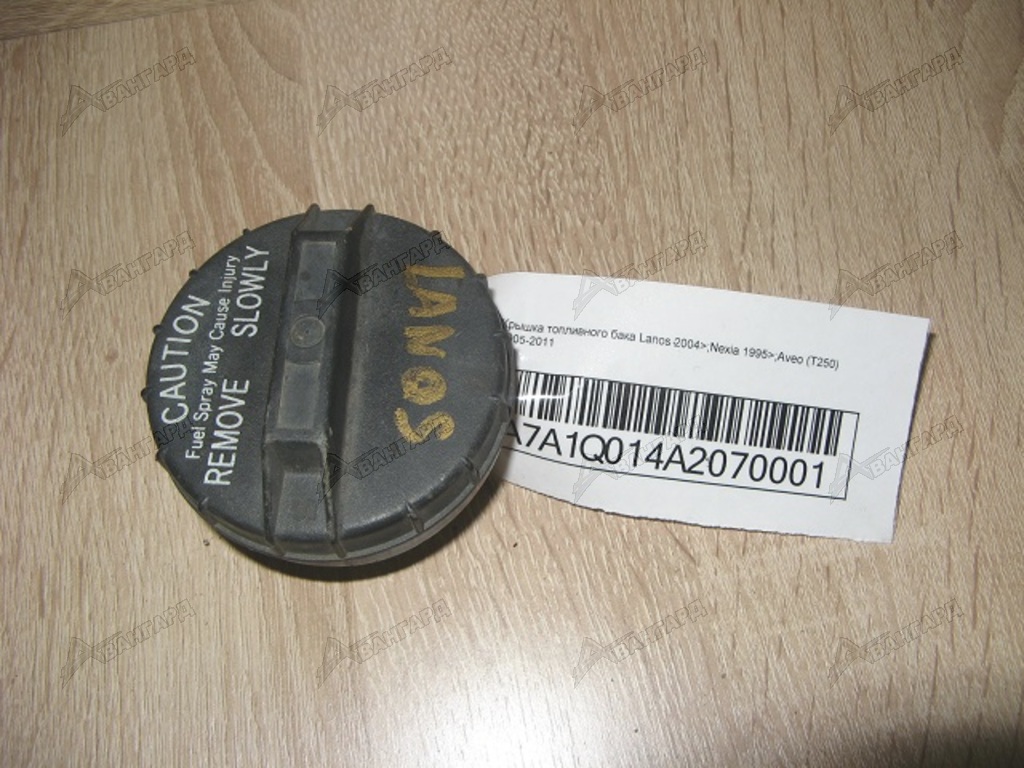 CAUTION
Fuel Spray May Cause Injury
REMOVE SLOWLY
LANOS
Крышка топливного бака Lanos 2004>;Nexia 1995>;Aveo (T250)
05-2011
A7A1Q014A2070001
АВАНГАРД